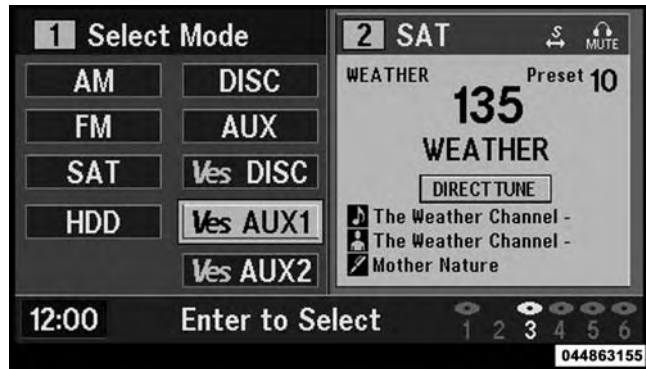 1 Select Mode
AM
DISC
FM
AUX
SAT
Ves DISC
HDD
Ves AUX1
Ves AUX2
2 SAT
S
MUTE
WEATHER
Preset 10
135
WEATHER
DIRECT TUNE
The Weather Channel -
The Weather Channel -
Mother Nature
12:00
Enter to Select
1 2 3 4 5 6
044863155